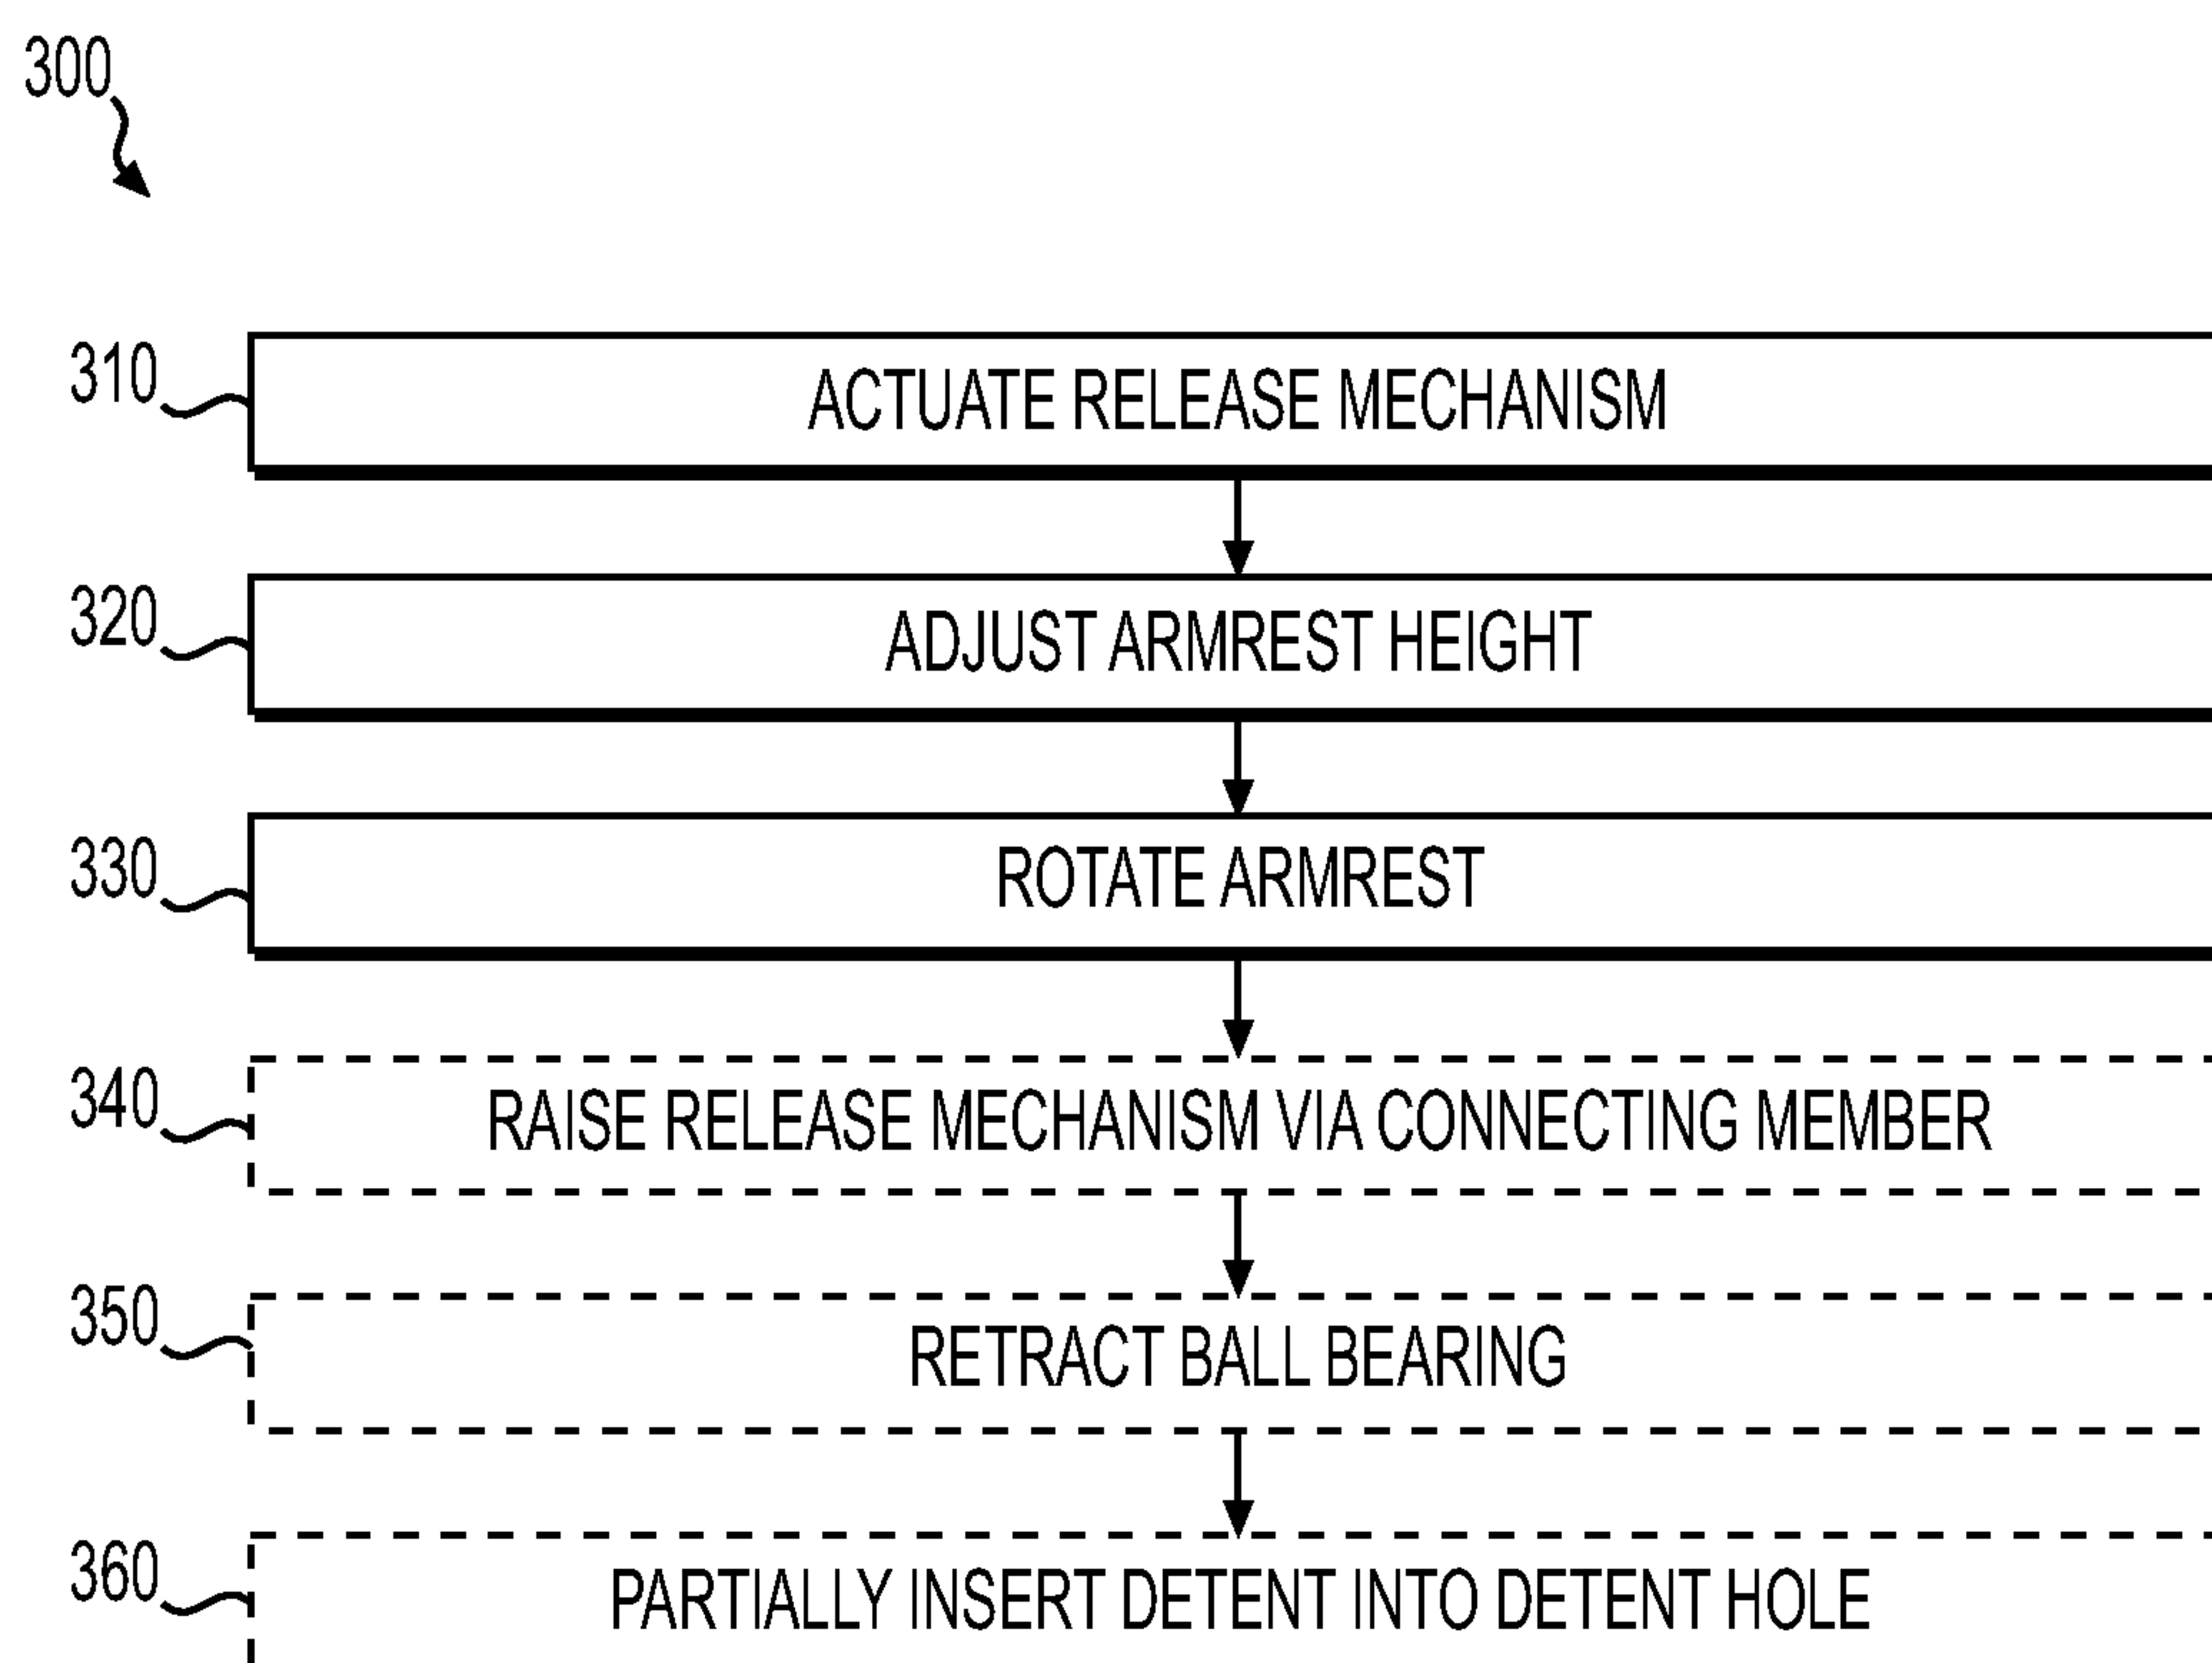 300
310
ACTUATE RELEASE MECHANISM
320
ADJUST ARMREST HEIGHT
330
ROTATE ARMREST
340
RAISE RELEASE MECHANISM VIA CONNECTING MEMBER
350
RETRACT BALL BEARING
360
PARTIALLY INSERT DETENT INTO DETENT HOLE